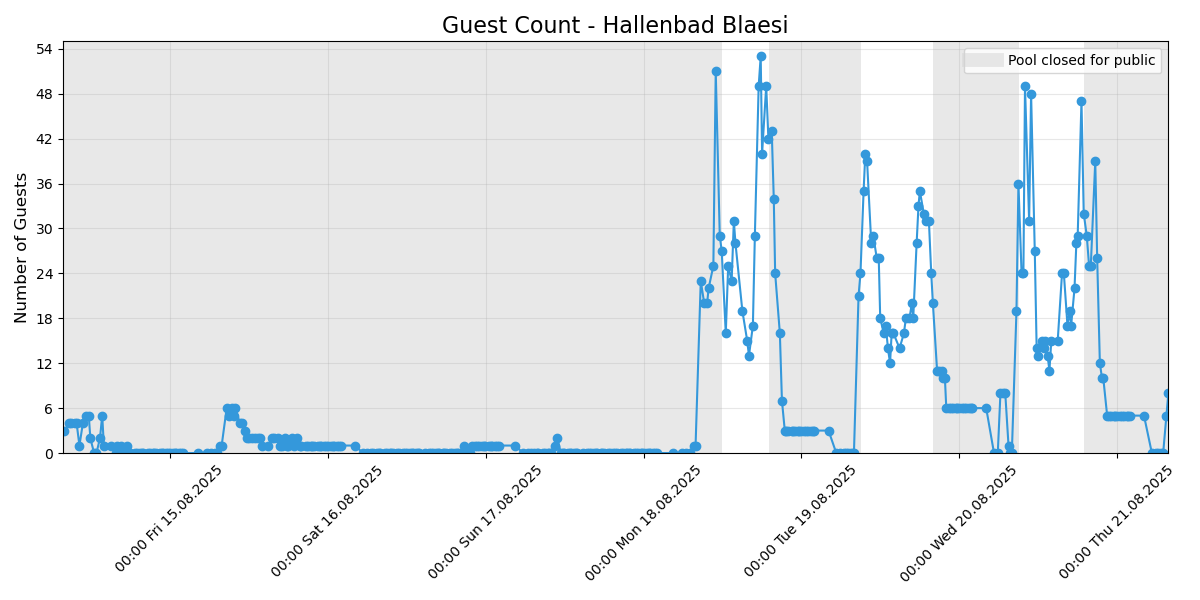 Guest Count - Hallenbad Blaesi
Pool closed for public
Number of Guests
54
48
42
36
30
24
18
12
6
0
00:00 Fri 15.08.2025
00:00 Sat 16.08.2025
00:00 Sun 17.08.2025
00:00 Mon 18.08.2025
00:00 Tue 19.08.2025
00:00 Wed 20.08.2025
00:00 Thu 21.08.2025